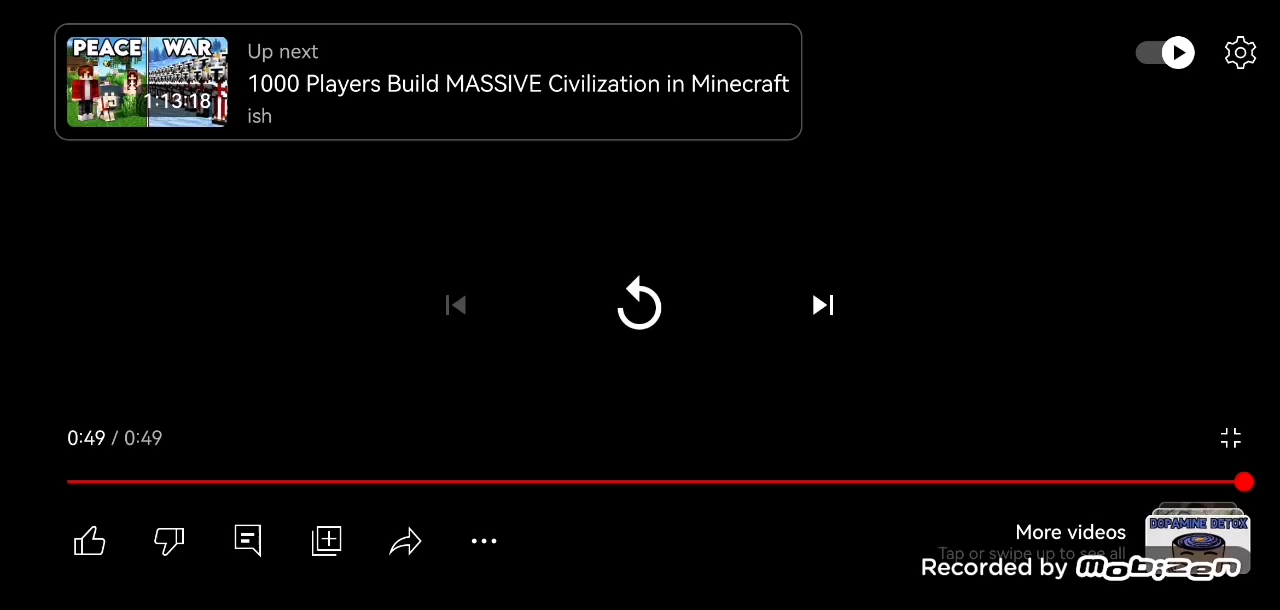 PEACE WAR
1:13:18
Up next
1000 Players Build MASSIVE Civilization in Minecraft
ish
0:49 / 0:49
More videos
Tap or swipe up to see all
DOPAMINE DETOX
Recorded by mobizen